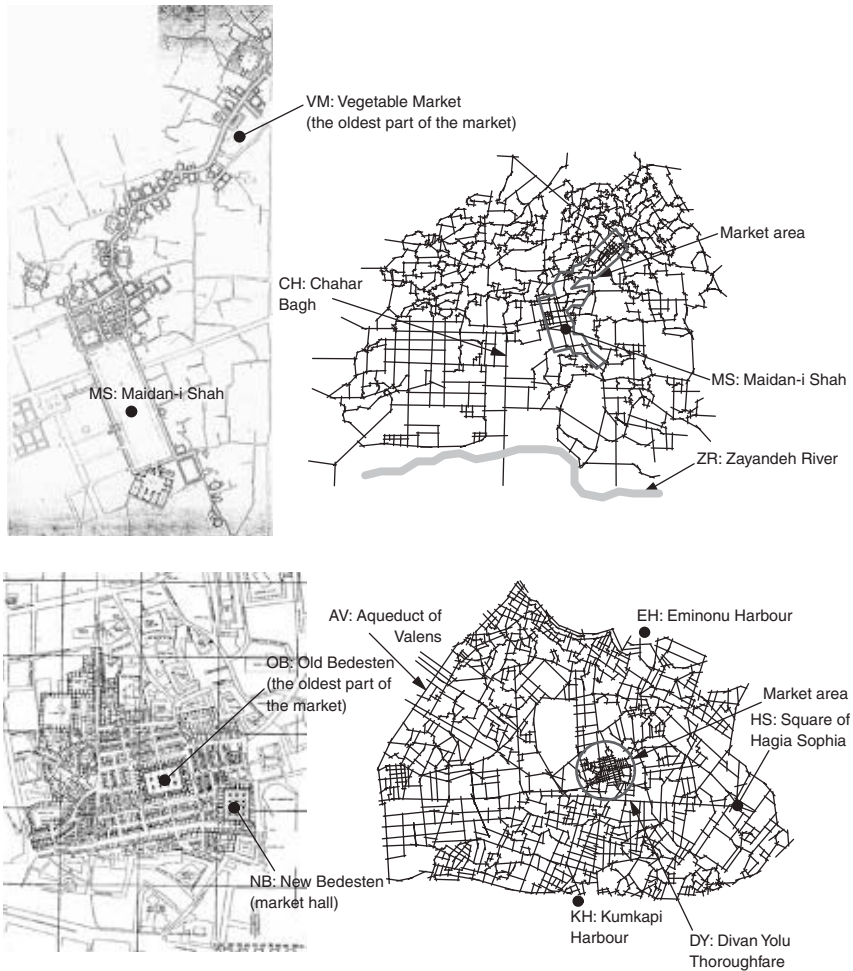 VM: Vegetable Market
(the oldest part of the market)
Market area
CH: Chahar
Bagh
MS: Maidan-i Shah
MS: Maidan-i Shah
ZR: Zayandeh River
AV: Aqueduct of
Valens
EH: Eminonu Harbour
OB: Old Bedesten
(the oldest part of
the market)
Market area
HS: Square of
Hagia Sophia
NB: New Bedesten
(market hall)
KH: Kumkapi
Harbour
DY: Divan Yolu
Thoroughfare